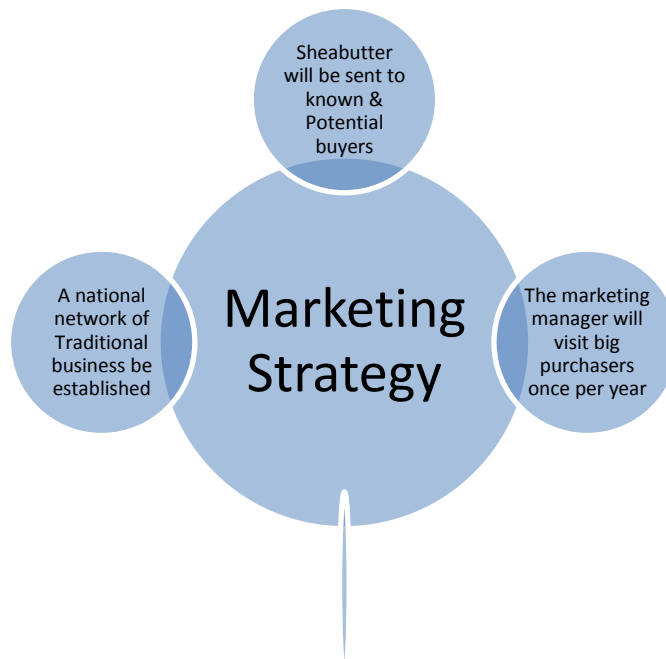 Sheabutter
will be sent to
known &
Potential
buyers
A national
network of
Traditional
business be
established
Marketing
Strategy
The marketing
manager will
visit big
purchasers
once per year